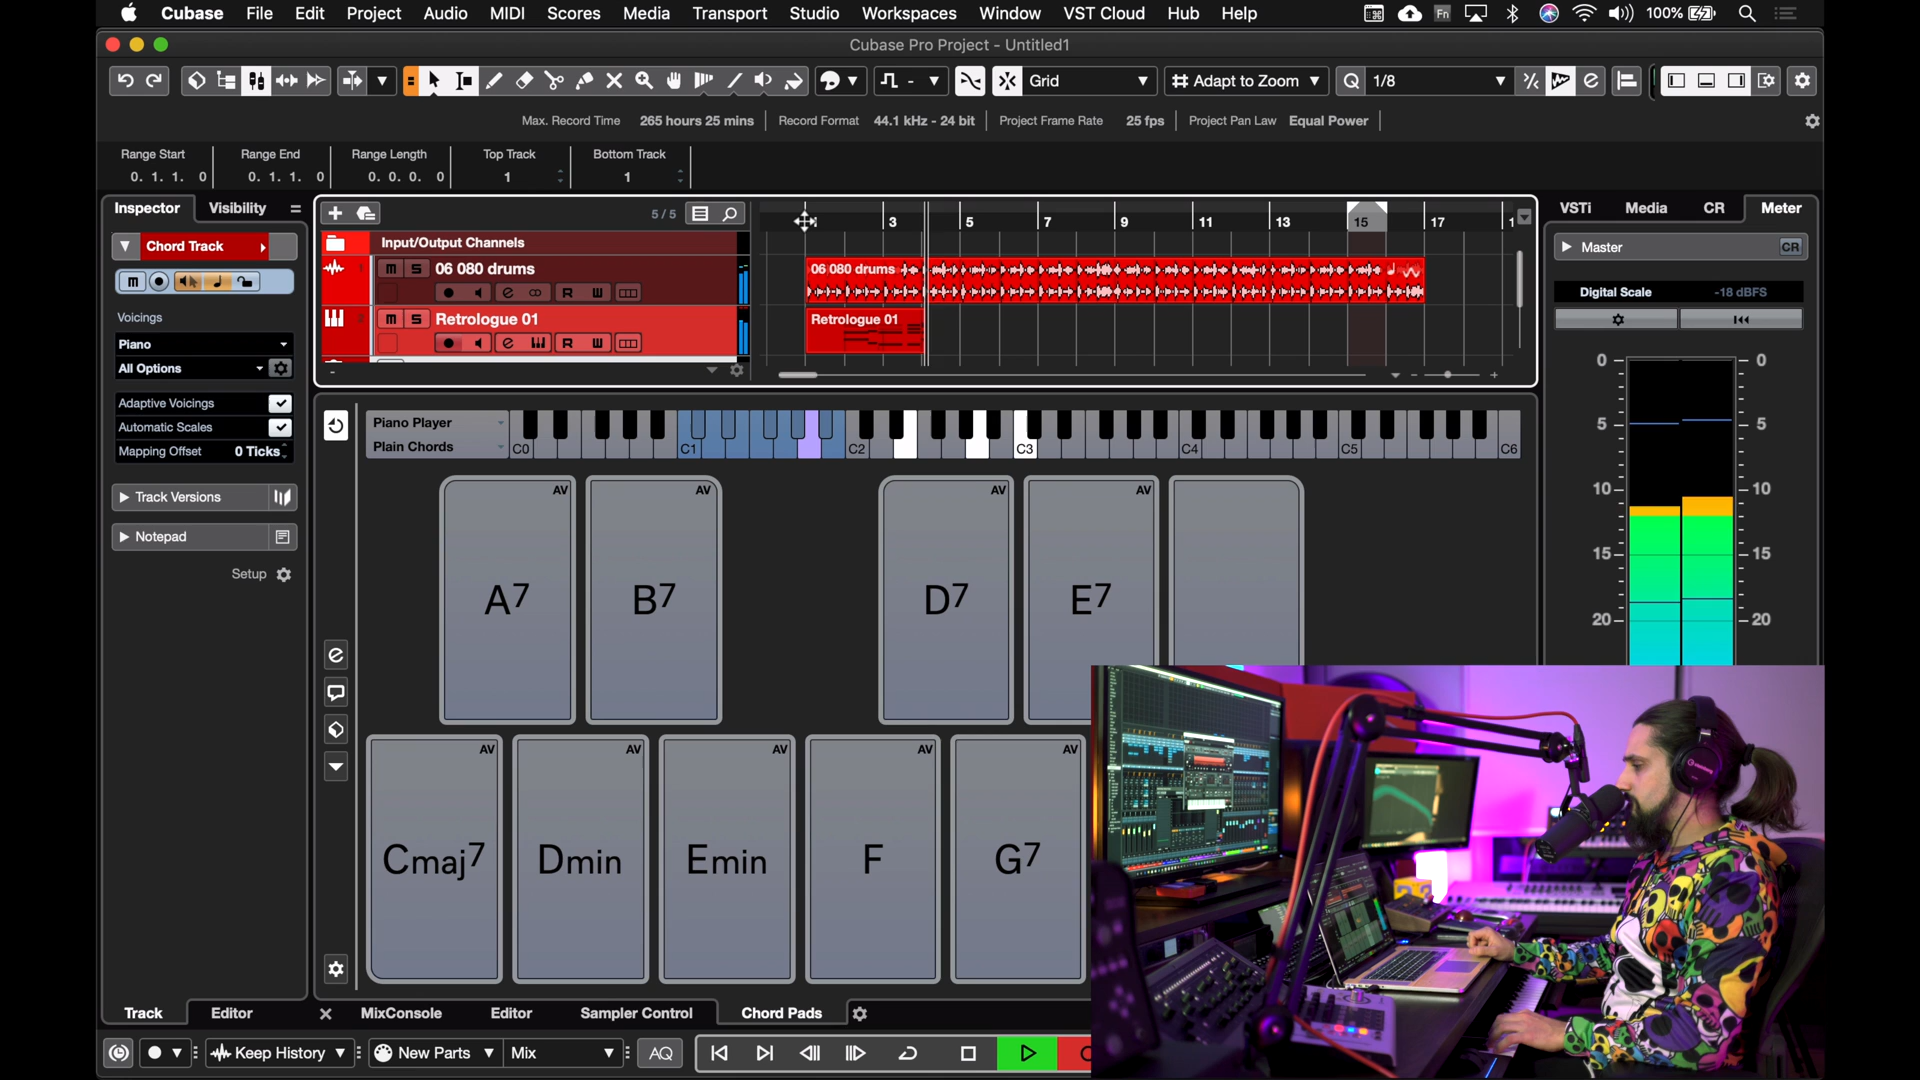 Cubase File Edit Project Audio MIDI Scores Media Transport Studio Workspaces Window VST Cloud Hub Help Fn 100%
Cubase Pro Project - Untitled1
Grid Adapt to Zoom Q 1/8
Max. Record Time 265 hours 25 mins Record Format 44.1 kHz - 24 bit Project Frame Rate 25 fps Project Pan Law Equal Power
Range Start Range End Range Length Top Track Bottom Track
0. 1. 1. 0 0. 1. 1. 0 0. 0. 0. 0 1 1
Inspector Visibility 5 / 5 3 5 7 9 11 13 15 17 VSTi Media CR Meter
Chord Track Input/Output Channels Master CR
m S 06 080 drums 06 080 drums
R W
Digital Scale -18 dBFS
Voicings m S Retrologue 01 Retrologue 01
Piano R W
All Options
Adaptive Voicings
Automatic Scales
Mapping Offset 0 Ticks
Piano Player
Plain Chords C0 C1 C2 C3 C4 C5 C6
Track Versions
Notepad
Setup
0 0
5 5
10 10
15 15
20 20
AV AV AV AV
A7 B7 D7 E7
AV AV AV AV AV
Cmaj7 Dmin Emin F G7
Track Editor MixConsole Editor Sampler Control Chord Pads
Keep History New Parts Mix AQ